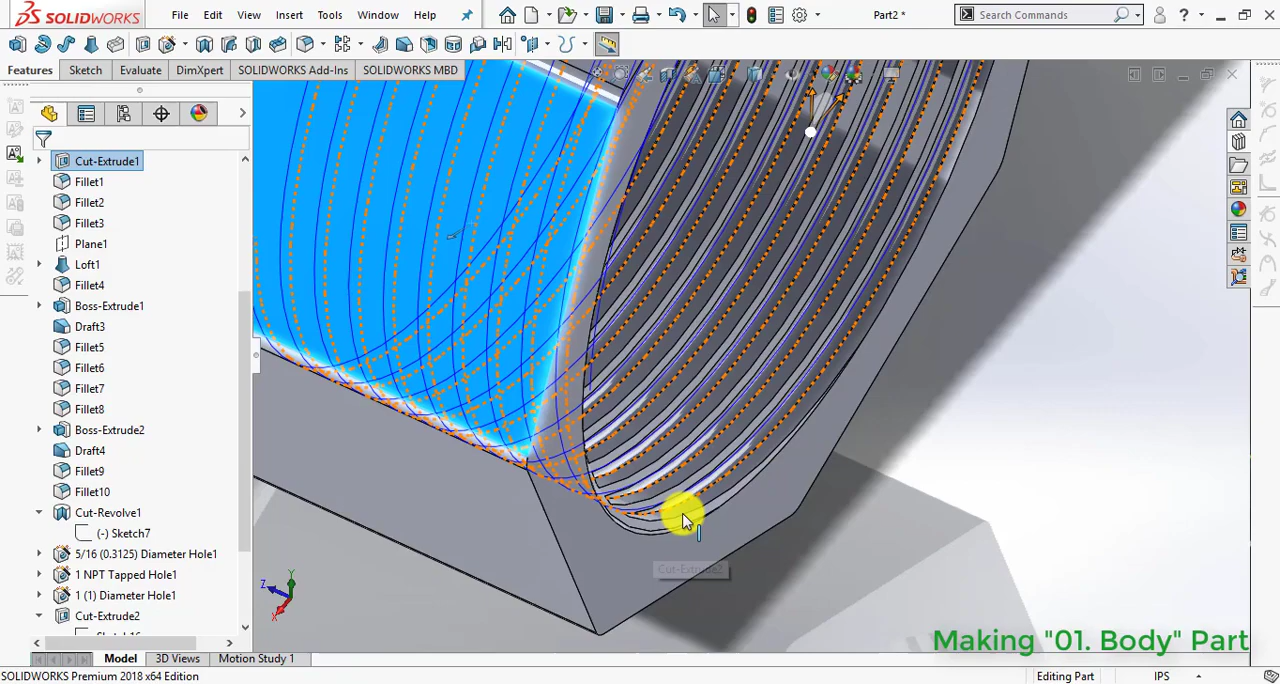 SOLIDWORKS File Edit View Insert Tools Window Help Part2 * Search Commands ?
Features Sketch Evaluate DimXpert SOLIDWORKS Add-Ins SOLIDWORKS MBD
Cut-Extrude1
Fillet1
Fillet2
Fillet3
Plane1
Loft1
Fillet4
Boss-Extrude1
Draft3
Fillet5
Fillet6
Fillet7
Fillet8
Boss-Extrude2
Draft4
Fillet9
Fillet10
Cut-Revolve1
(-) Sketch7
5/16 (0.3125) Diameter Hole1
1 NPT Tapped Hole1
1 (1) Diameter Hole1
Cut-Extrude2
Cut-Extrude2
Y
Z
X
Making "01. Body" Part
Model 3D Views Motion Study 1
SOLIDWORKS Premium 2018 x64 Edition Editing Part IPS